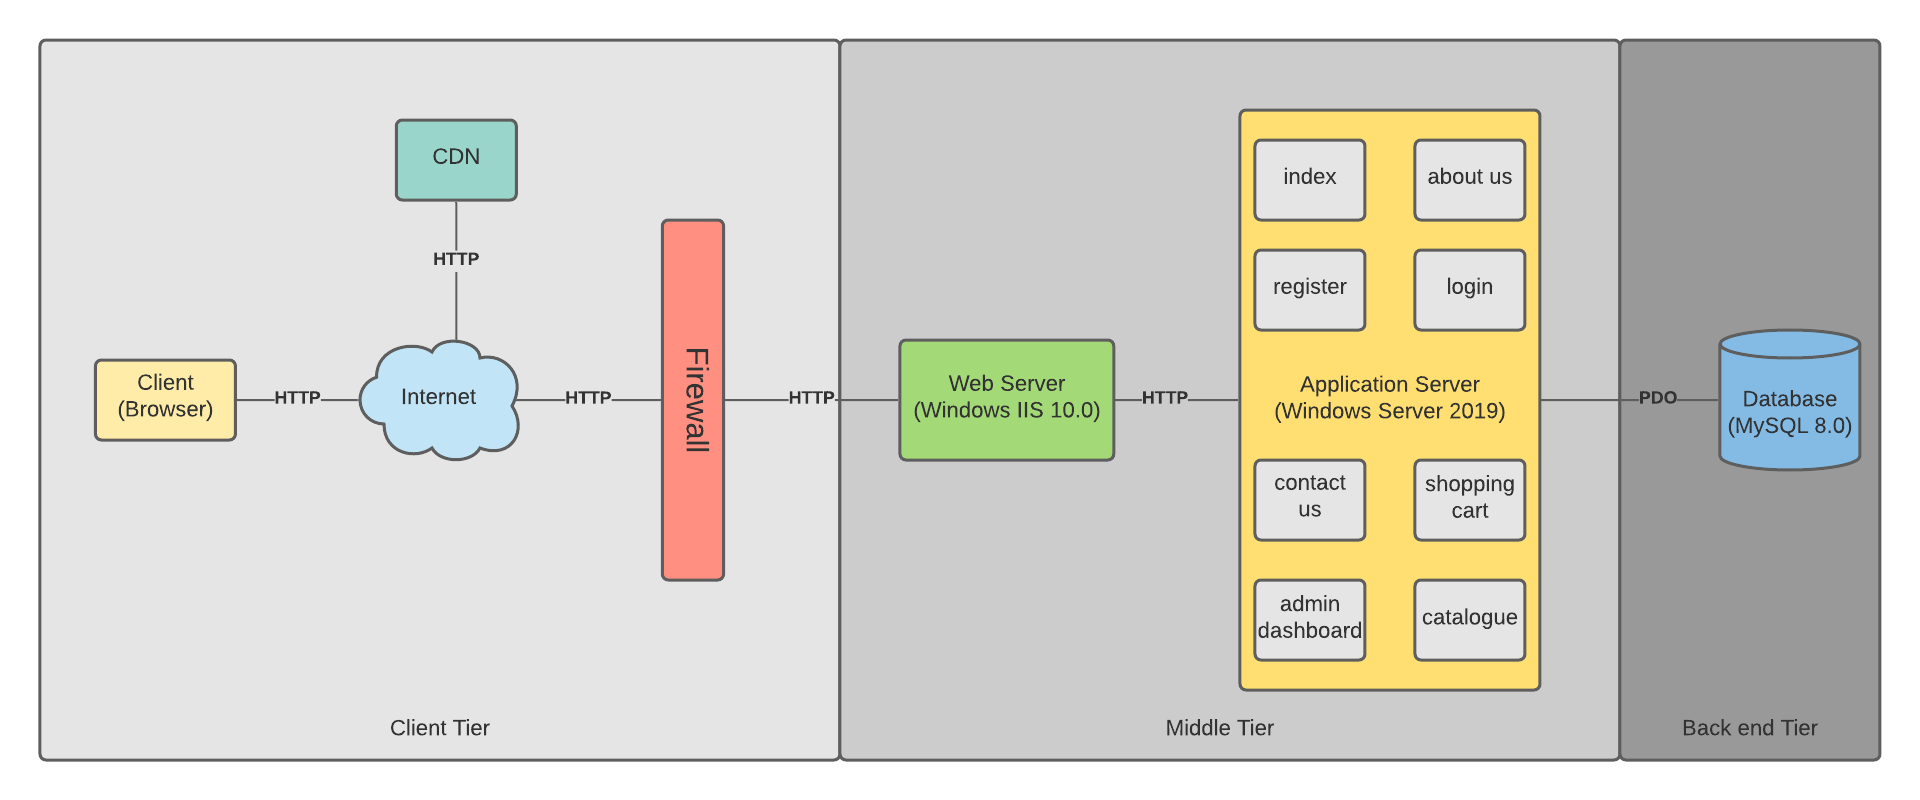 CDN
HTTP
Client
(Browser)
HTTP
Internet
HTTP
Firewall
HTTP
Client Tier
Web Server
(Windows IIS 10.0)
HTTP
index
about us
register
login
Application Server
(Windows Server 2019)
contact
us
shopping
cart
admin
dashboard
catalogue
Middle Tier
PDO
Database
(MySQL 8.0)
Back end Tier